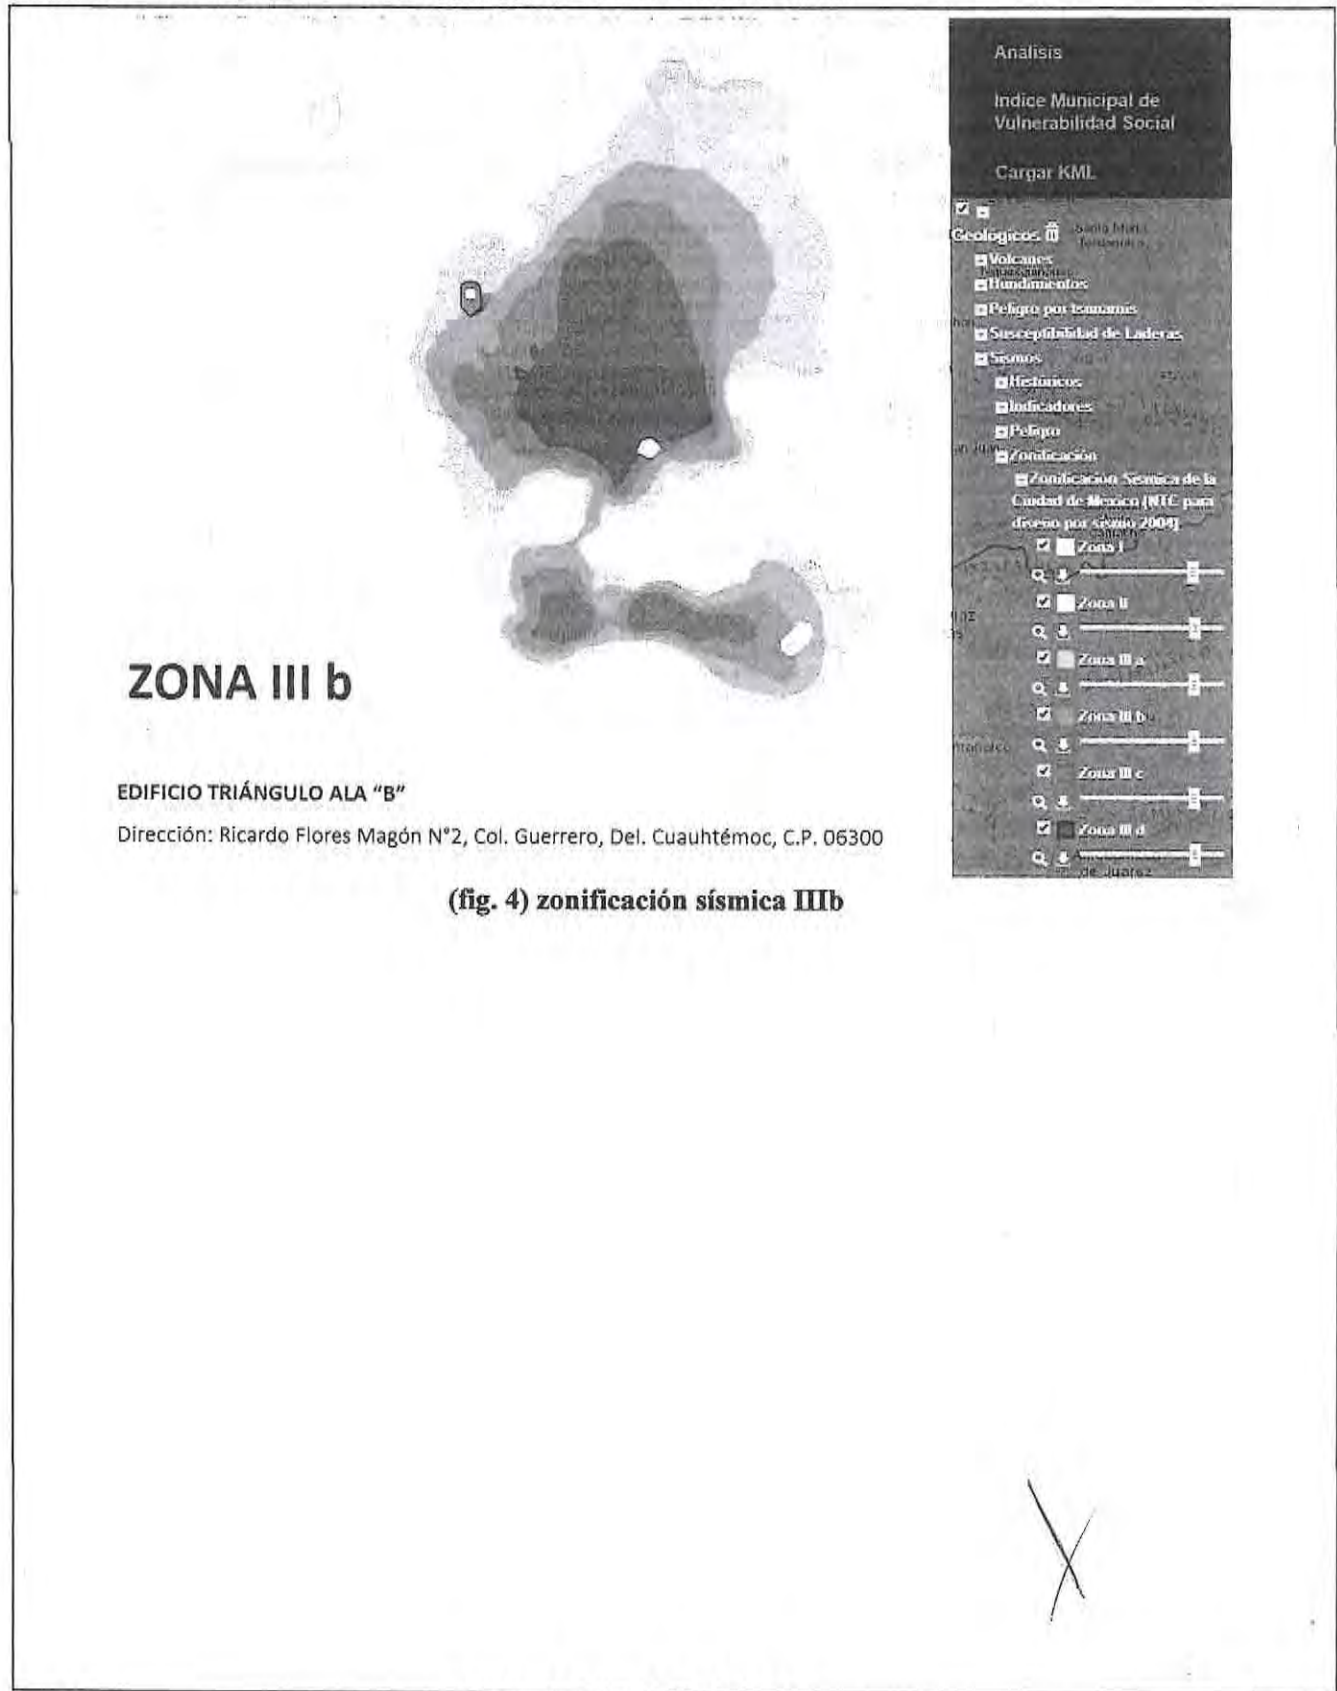 Analisis
Indice Municipal de
Vulnerabilidad Social
Cargar KML
Geologicos
Volcanes
Hundimientos
Peligro por tsunamis
Susceptibilidad de Laderas
Sismos
Históricos
Indicadores
Peligro
Zonificación
Zonificación Sísmica de la
Ciudad de Mexico (NTC para
diseño por sismo 2004)
Zona I
Zona II
Zona III a
Zona III b
Zona III c
Zona III d
de Juarez
ZONA III b
EDIFICIO TRIÁNGULO ALA "B"
Dirección: Ricardo Flores Magón N°2, Col. Guerrero, Del. Cuauhtémoc, C.P. 06300
(fig. 4) zonificación sísmica IIIb